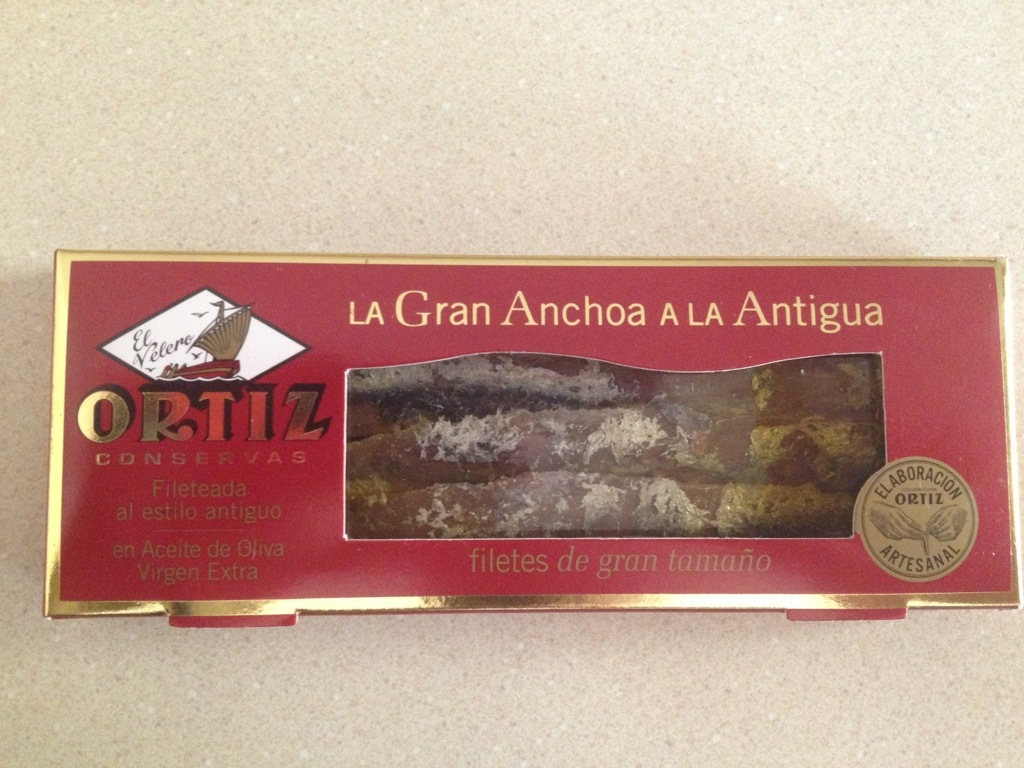 LA Gran Anchoa A LA Antigua
El
Velero
ORTIZ
CONSERVAS
Fileteada
al estilo antiguo
en Aceite de Oliva
Virgen Extra
filetes de gran tamaño
ELABORACION
ORTIZ
ARTESANAL